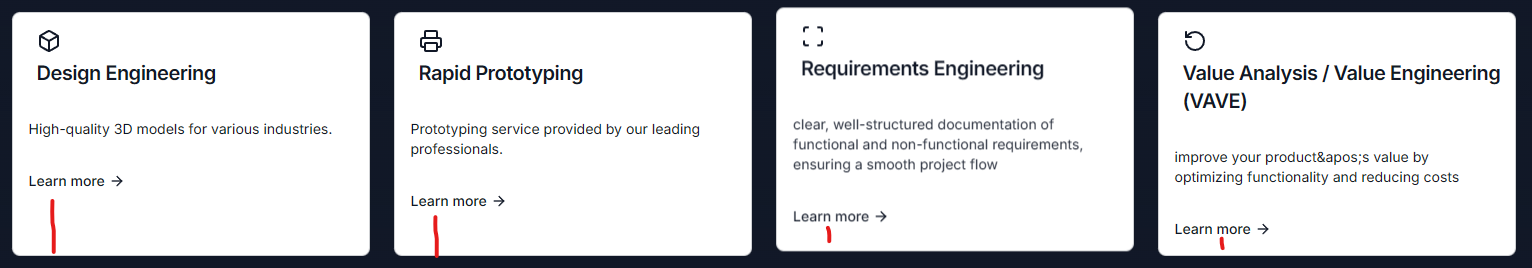 Design Engineering
High-quality 3D models for various industries.
Learn more →
Rapid Prototyping
Prototyping service provided by our leading
professionals.
Learn more →
Requirements Engineering
clear, well-structured documentation of
functional and non-functional requirements,
ensuring a smooth project flow
Learn more →
Value Analysis / Value Engineering
(VAVE)
improve your product&apos;s value by
optimizing functionality and reducing costs
Learn more →